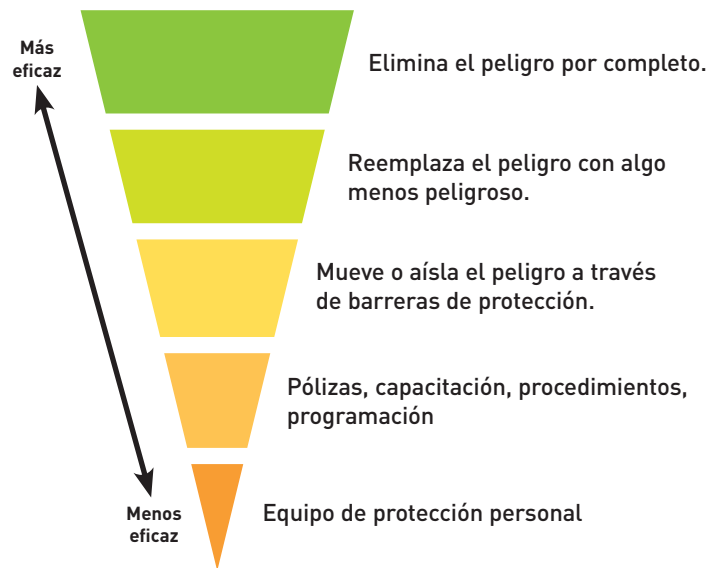 Más
eficaz
Elimina el peligro por completo.
Reemplaza el peligro con algo
menos peligroso.
Mueve o aísla el peligro a través
de barreras de protección.
Pólizas, capacitación, procedimientos,
programación
Menos
eficaz
Equipo de protección personal